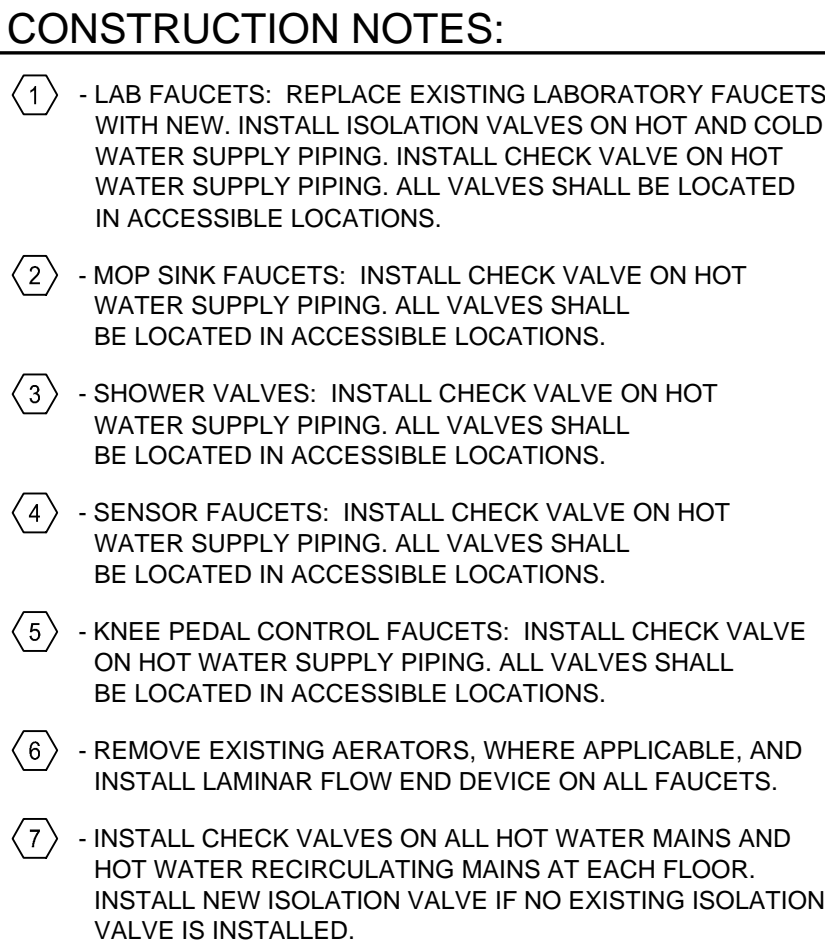 CONSTRUCTION NOTES:
1 - LAB FAUCETS: REPLACE EXISTING LABORATORY FAUCETS
WITH NEW. INSTALL ISOLATION VALVES ON HOT AND COLD
WATER SUPPLY PIPING. INSTALL CHECK VALVE ON HOT
WATER SUPPLY PIPING. ALL VALVES SHALL BE LOCATED
IN ACCESSIBLE LOCATIONS.
2 - MOP SINK FAUCETS: INSTALL CHECK VALVE ON HOT
WATER SUPPLY PIPING. ALL VALVES SHALL
BE LOCATED IN ACCESSIBLE LOCATIONS.
3 - SHOWER VALVES: INSTALL CHECK VALVE ON HOT
WATER SUPPLY PIPING. ALL VALVES SHALL
BE LOCATED IN ACCESSIBLE LOCATIONS.
4 - SENSOR FAUCETS: INSTALL CHECK VALVE ON HOT
WATER SUPPLY PIPING. ALL VALVES SHALL
BE LOCATED IN ACCESSIBLE LOCATIONS.
5 - KNEE PEDAL CONTROL FAUCETS: INSTALL CHECK VALVE
ON HOT WATER SUPPLY PIPING. ALL VALVES SHALL
BE LOCATED IN ACCESSIBLE LOCATIONS.
6 - REMOVE EXISTING AERATORS, WHERE APPLICABLE, AND
INSTALL LAMINAR FLOW END DEVICE ON ALL FAUCETS.
7 - INSTALL CHECK VALVES ON ALL HOT WATER MAINS AND
HOT WATER RECIRCULATING MAINS AT EACH FLOOR.
INSTALL NEW ISOLATION VALVE IF NO EXISTING ISOLATION
VALVE IS INSTALLED.